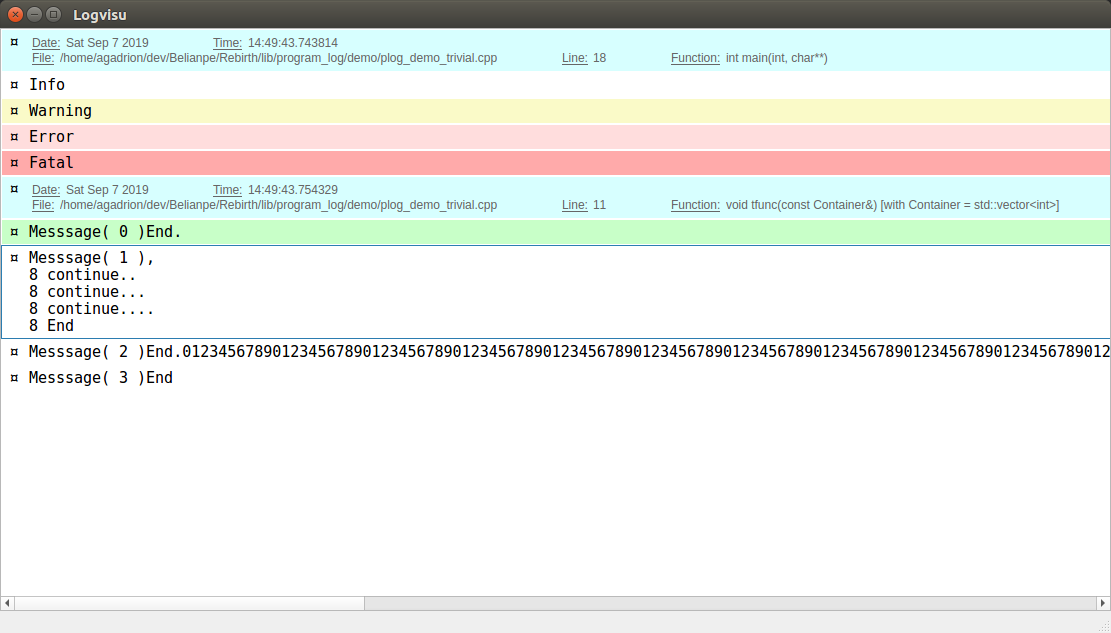 Logvisu
¤ Date: Sat Sep 7 2019 Time: 14:49:43.743814
File: /home/agadrion/dev/Belianpe/Rebirth/lib/program_log/demo/plog_demo_trivial.cpp Line: 18 Function: int main(int, char**)
¤ Info
¤ Warning
¤ Error
¤ Fatal
¤ Date: Sat Sep 7 2019 Time: 14:49:43.754329
File: /home/agadrion/dev/Belianpe/Rebirth/lib/program_log/demo/plog_demo_trivial.cpp Line: 11 Function: void tfunc(const Container&) [with Container = std::vector<int>]
¤ Messsage( 0 )End.
¤ Messsage( 1 ),
8 continue..
8 continue...
8 continue....
8 End
¤ Messsage( 2 )End.0123456789012345678901234567890123456789012345678901234567890123456789012345678901234567890123456789012
¤ Messsage( 3 )End